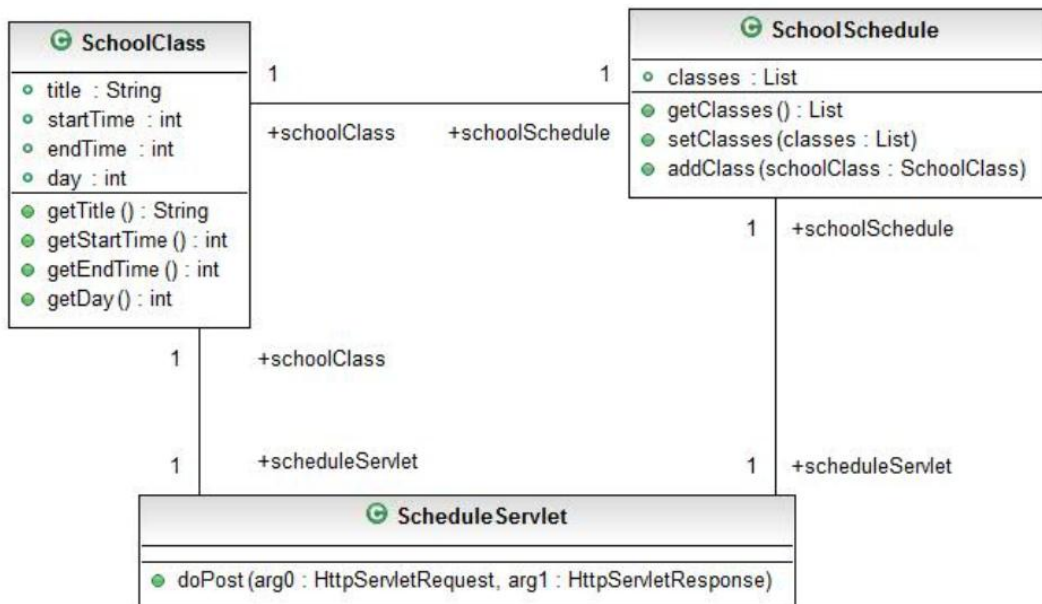 SchoolClass
title : String
startTime : int
endTime : int
day : int
getTitle () : String
getStartTime () : int
getEndTime () : int
getDay () : int
SchoolSchedule
classes : List
getClasses () : List
setClasses (classes : List)
addClass (schoolClass : SchoolClass)
1
1
+schoolClass
+schoolSchedule
1
+schoolSchedule
1
+schoolClass
1
+scheduleServlet
1
+scheduleServlet
ScheduleServlet
doPost (arg0 : HttpServletRequest, arg1 : HttpServletResponse)